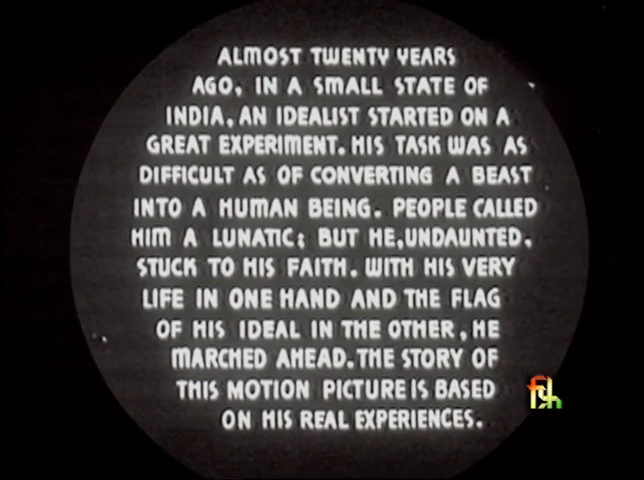 ALMOST TWENTY YEARS
AGO, IN A SMALL STATE OF
INDIA, AN IDEALIST STARTED ON A
GREAT EXPERIMENT. HIS TASK WAS AS
DIFFICULT AS OF CONVERTING A BEAST
INTO A HUMAN BEING. PEOPLE CALLED
HIM A LUNATIC; BUT HE, UNDAUNTED,
STUCK TO HIS FAITH. WITH HIS VERY
LIFE IN ONE HAND AND THE FLAG
OF HIS IDEAL IN THE OTHER, HE
MARCHED AHEAD. THE STORY OF
THIS MOTION PICTURE IS BASED
ON HIS REAL EXPERIENCES.